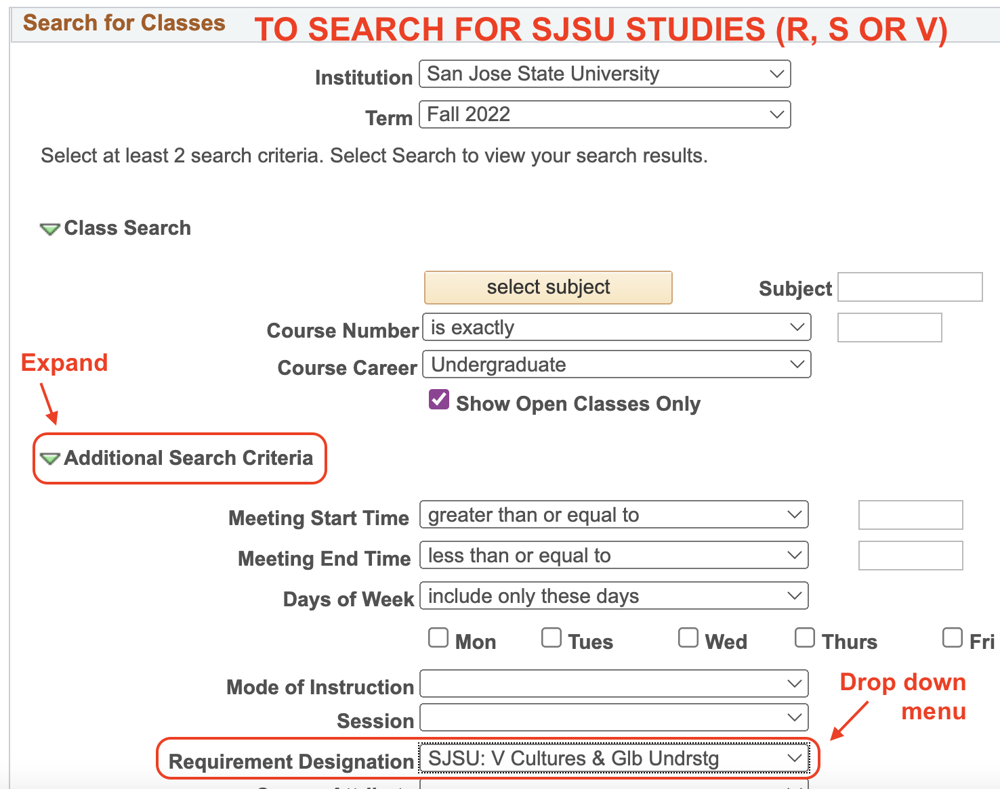 Search for Classes TO SEARCH FOR SJSU STUDIES (R, S OR V)
Institution San Jose State University
Term Fall 2022
Select at least 2 search criteria. Select Search to view your search results.
Class Search
select subject Subject
Course Number is exactly
Expand
Course Career Undergraduate
Show Open Classes Only
Additional Search Criteria
Meeting Start Time greater than or equal to
Meeting End Time less than or equal to
Days of Week include only these days
Mon Tues Wed Thurs Fri
Mode of Instruction
Drop down
menu
Session
Requirement Designation SJSU: V Cultures & Glb Undrstg